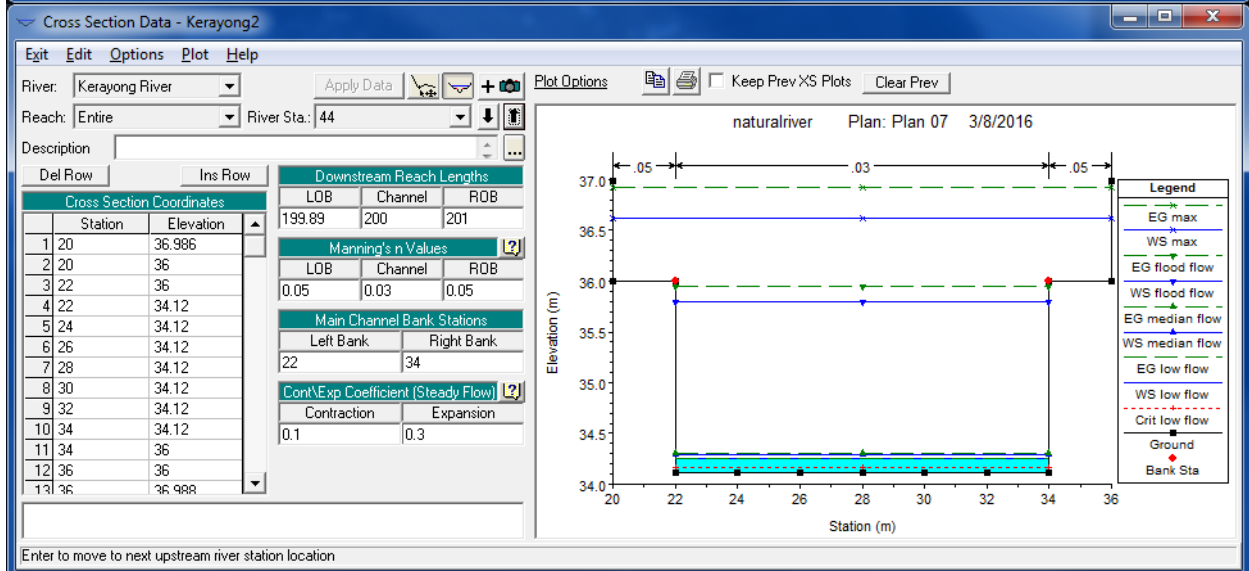 Cross Section Data - Kerayong2
Exit Edit Options Plot Help
River: Kerayong River Apply Data + Plot Options Keep Prev XS Plots Clear Prev
Reach: Entire River Sta.: 44
Description ...
Del Row Ins Row
Cross Section Coordinates
Station Elevation
1 20 36.986
2 20 36
3 22 36
4 22 34.12
5 24 34.12
6 26 34.12
7 28 34.12
8 30 34.12
9 32 34.12
10 34 34.12
11 34 36
12 36 36
13 36 36.988
Downstream Reach Lengths
LOB Channel ROB
199.89 200 201
Manning's n Values
LOB Channel ROB
0.05 0.03 0.05
Main Channel Bank Stations
Left Bank Right Bank
22 34
Cont\Exp Coefficient (Steady Flow)
Contraction Expansion
0.1 0.3
naturalriver Plan: Plan 07 3/8/2016
.05 .03 .05
37.0
36.5
36.0
35.5
35.0
34.5
34.0
Elevation (m)
20 22 24 26 28 30 32 34 36
Station (m)
Legend
EG max
WS max
EG flood flow
WS flood flow
EG median flow
WS median flow
EG low flow
WS low flow
Crit low flow
Ground
Bank Sta
Enter to move to next upstream river station location